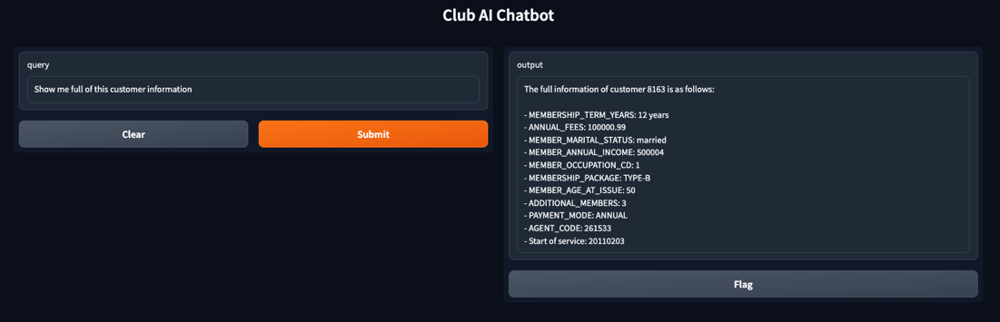 Club AI Chatbot
query
Show me full of this customer information
Clear
Submit
output
The full information of customer 8163 is as follows:
- MEMBERSHIP_TERM_YEARS: 12 years
- ANNUAL_FEES: 100000.99
- MEMBER_MARITAL_STATUS: married
- MEMBER_ANNUAL_INCOME: 500004
- MEMBER_OCCUPATION_CD: 1
- MEMBERSHIP_PACKAGE: TYPE-B
- MEMBER_AGE_AT_ISSUE: 50
- ADDITIONAL_MEMBERS: 3
- PAYMENT_MODE: ANNUAL
- AGENT_CODE: 261533
- Start of service: 20110203
Flag